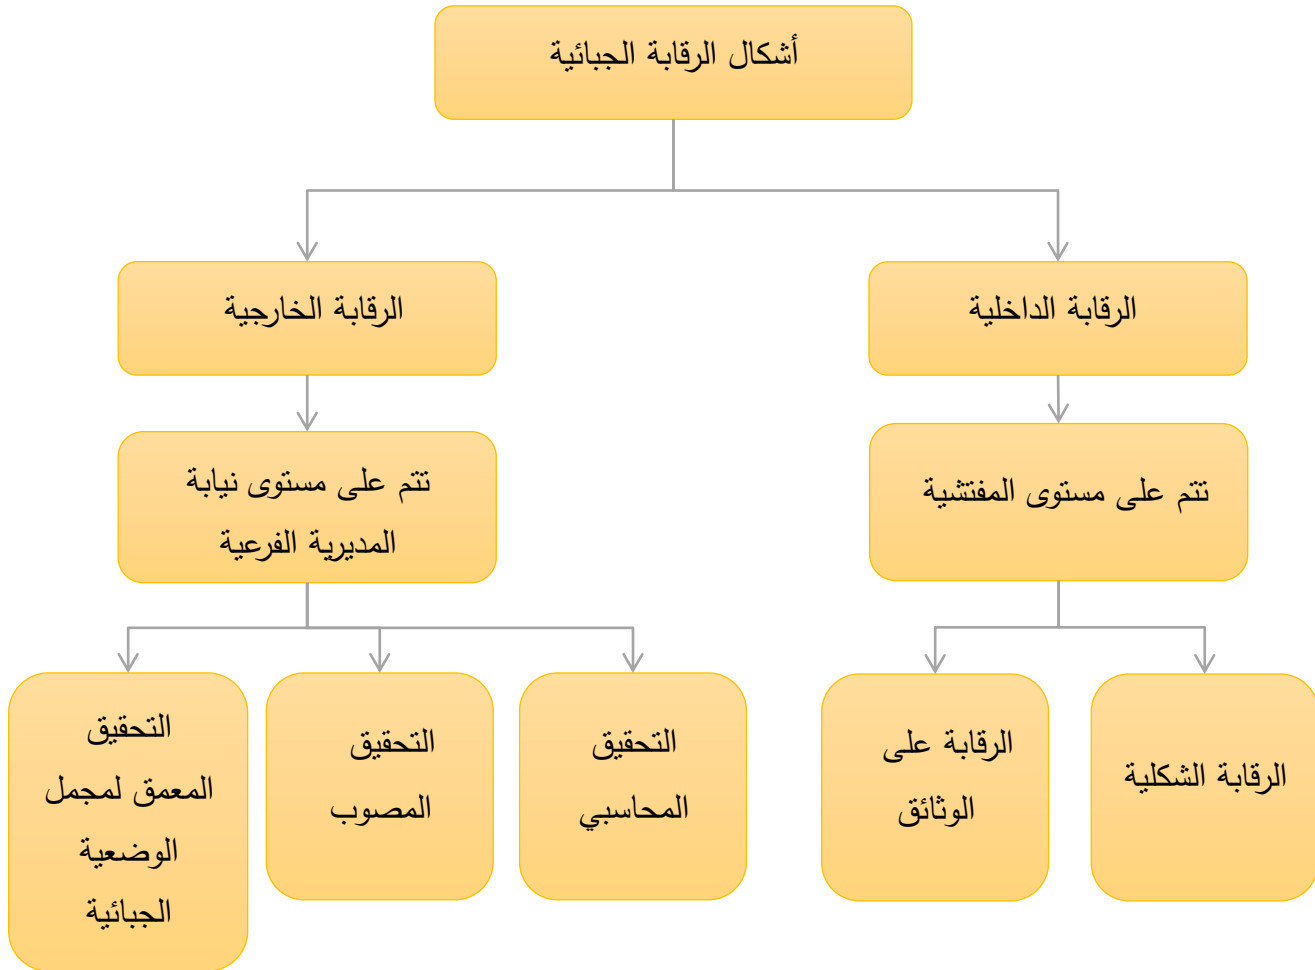 أشكال الرقابة الجبائية
الرقابة الداخلية
الرقابة الخارجية
تتم على مستوى المفتشية
تتم على مستوى نيابة
المديرية الفرعية
الرقابة الشكلية
الرقابة على
الوثائق
التحقيق
المحاسبي
التحقيق
المصوب
التحقيق
المعمق لمجمل
الوضعية
الجبائية